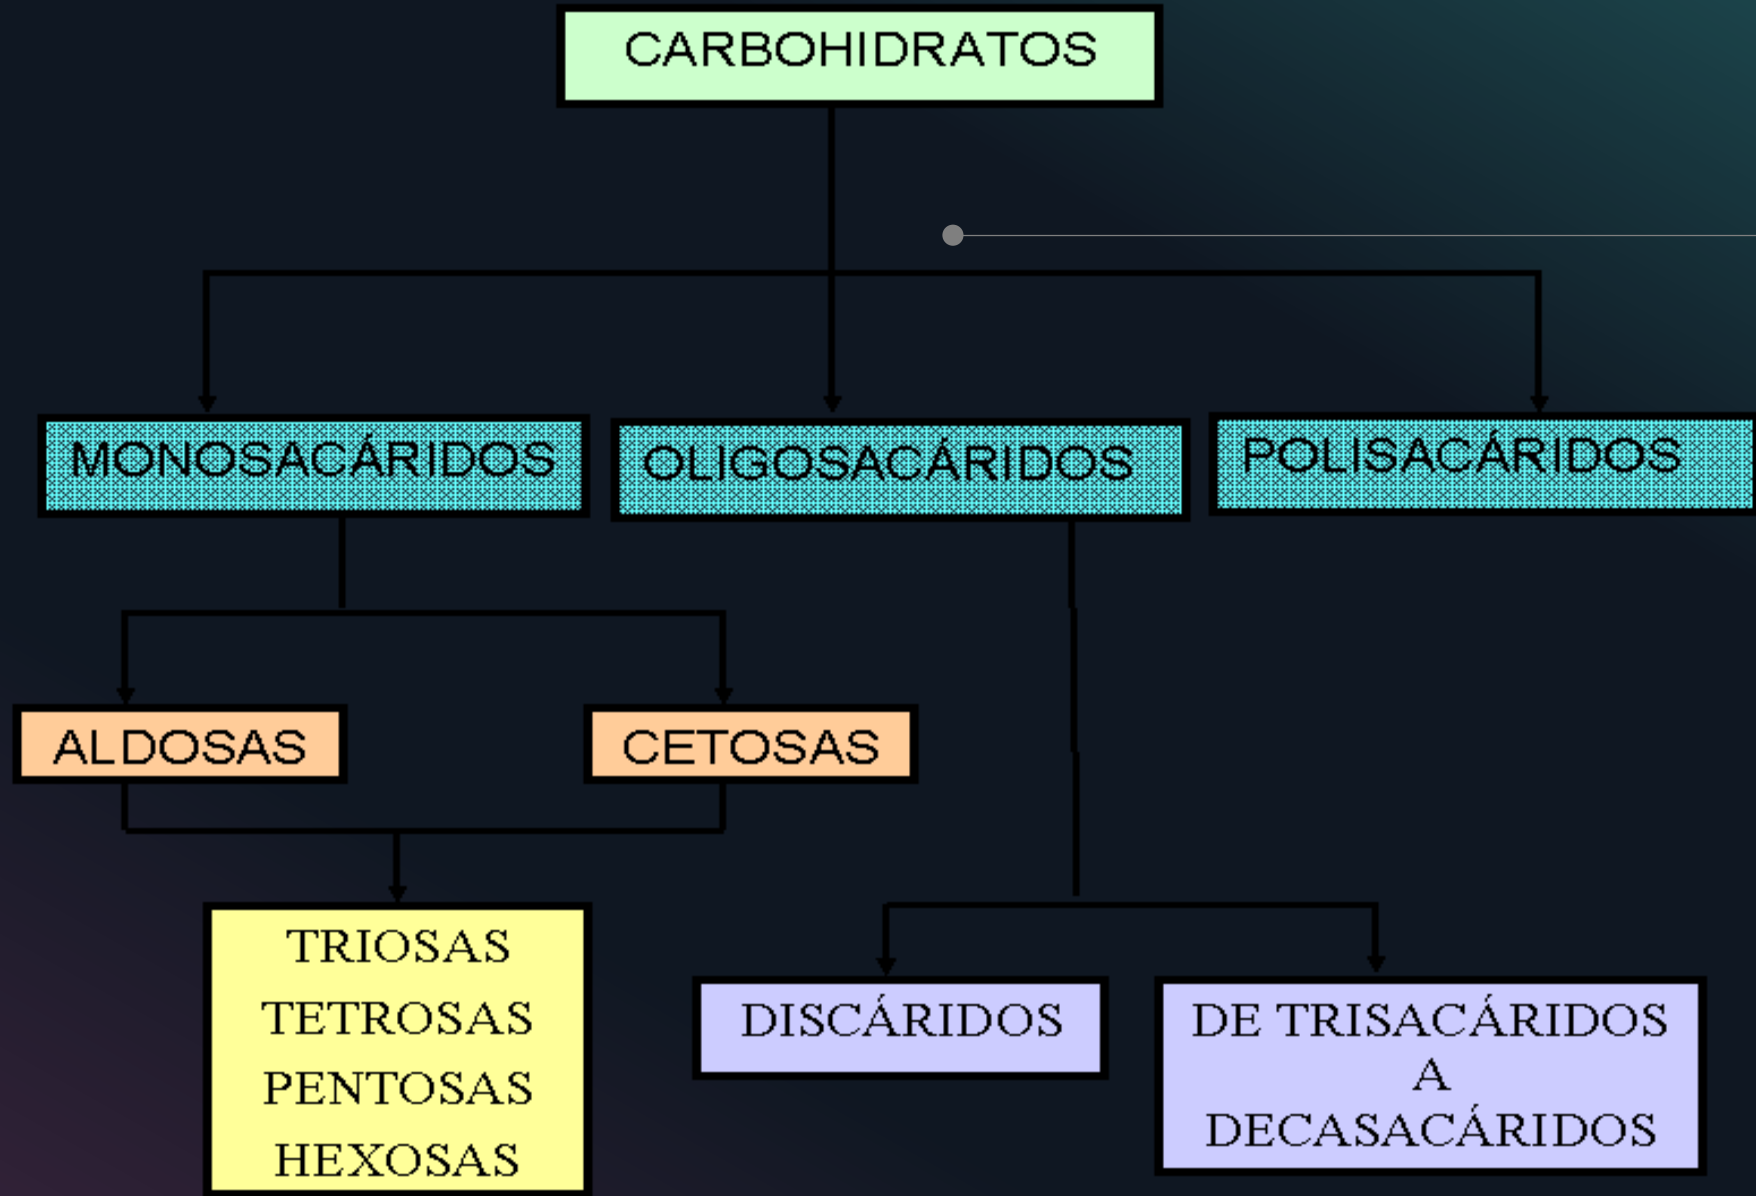 CARBOHIDRATOS
MONOSACÁRIDOS
OLIGOSACÁRIDOS
POLISACÁRIDOS
ALDOSAS
CETOSAS
TRIOSAS
TETROSAS
PENTOSAS
HEXOSAS
DISCÁRIDOS
DE TRISACÁRIDOS
A
DECASACÁRIDOS